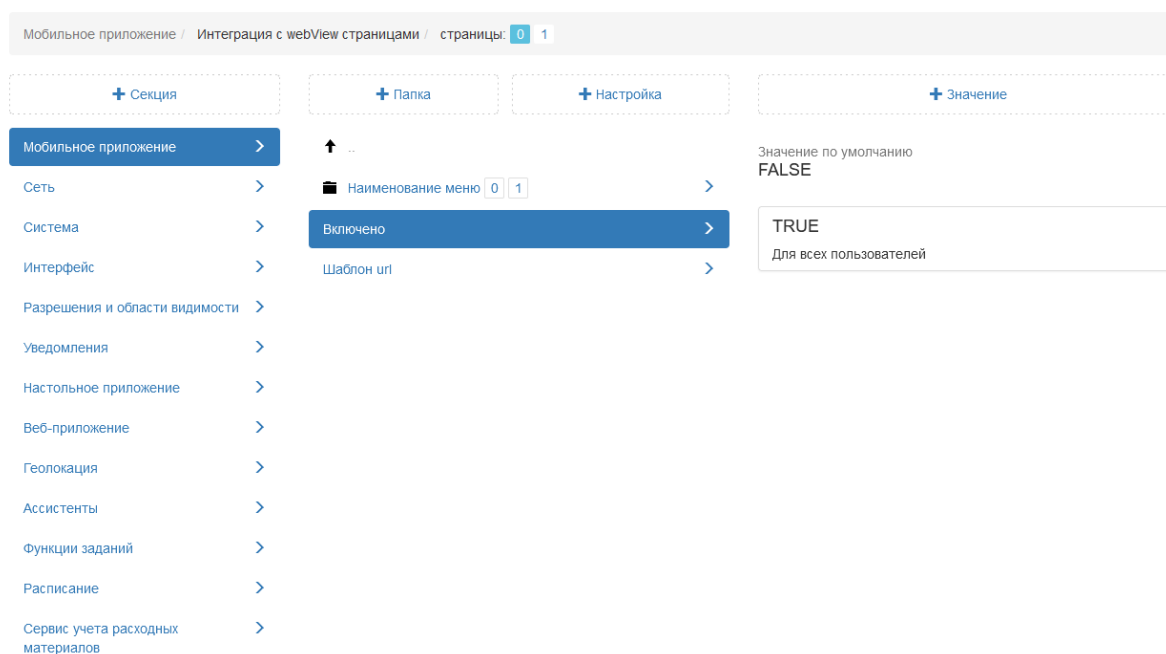 Мобильное приложение / Интеграция с webView страницами / страницы: 0 1
+ Секция
+ Папка
+ Настройка
+ Значение
Мобильное приложение
Сеть
Система
Интерфейс
Разрешения и области видимости
Уведомления
Настольное приложение
Веб-приложение
Геолокация
Ассистенты
Функции заданий
Расписание
Сервис учета расходных
материалов
..
Наименование меню 0 1
Включено
Шаблон url
Значение по умолчанию
FALSE
TRUE
Для всех пользователей